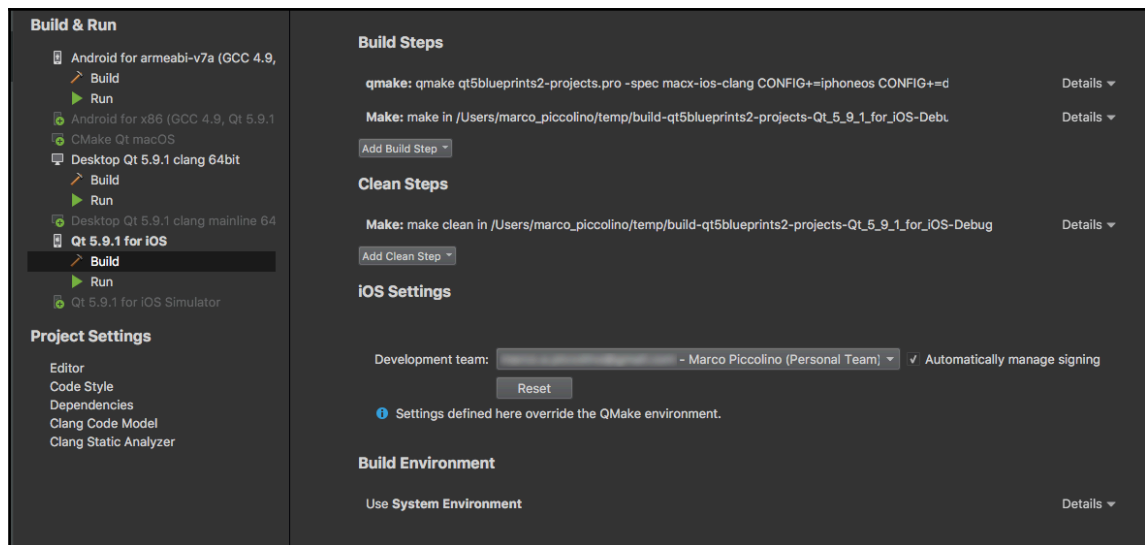 Build & Run
Android for armeabi-v7a (GCC 4.9,
Build
Run
Android for x86 (GCC 4.9, Qt 5.9.1
CMake Qt macOS
Desktop Qt 5.9.1 clang 64bit
Build
Run
Desktop Qt 5.9.1 clang mainline 64
Qt 5.9.1 for iOS
Build
Run
Qt 5.9.1 for iOS Simulator
Project Settings
Editor
Code Style
Dependencies
Clang Code Model
Clang Static Analyzer
Build Steps
qmake: qmake qt5blueprints2-projects.pro -spec macx-ios-clang CONFIG+=iphoneos CONFIG+=d
Details
Make: make in /Users/marco_piccolino/temp/build-qt5blueprints2-projects-Qt_5_9_1_for_iOS-Debu
Details
Add Build Step
Clean Steps
Make: make clean in /Users/marco_piccolino/temp/build-qt5blueprints2-projects-Qt_5_9_1_for_iOS-Debug
Details
Add Clean Step
iOS Settings
Development team: - Marco Piccolino (Personal Team) Automatically manage signing
Reset
Settings defined here override the QMake environment.
Build Environment
Use System Environment
Details